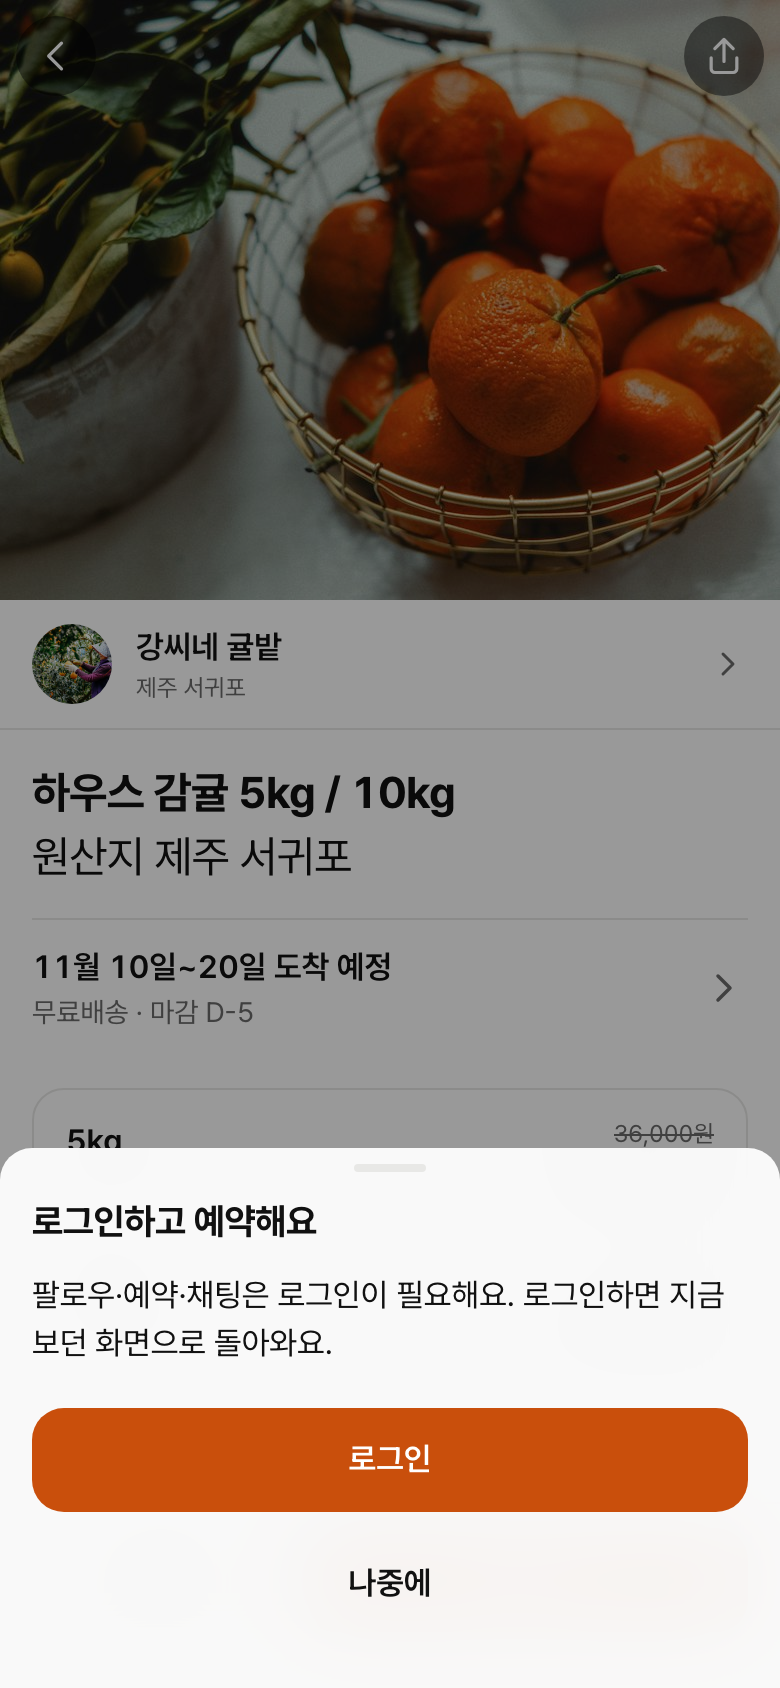 강씨네 귤밭
제주 서귀포
하우스 감귤 5kg / 10kg
원산지 제주 서귀포
11월 10일~20일 도착 예정
무료배송 · 마감 D-5
5kg
36,000원
로그인하고 예약해요
팔로우·예약·채팅은 로그인이 필요해요. 로그인하면 지금
보던 화면으로 돌아와요.
로그인
나중에